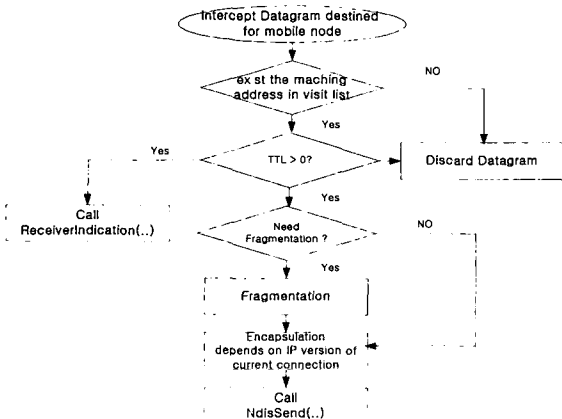 Intercept Datagram destined
for mobile node
ex st the maching
address in visit list
NO
Yes
Yes
TTL > 0?
Discard Datagram
Yes
Call
ReceiverIndication(..)
Need
Fragmentation ?
NO
Yes
Fragmentation
Encapsulation
depends on IP version of
current connection
Call
NdisSend(..)